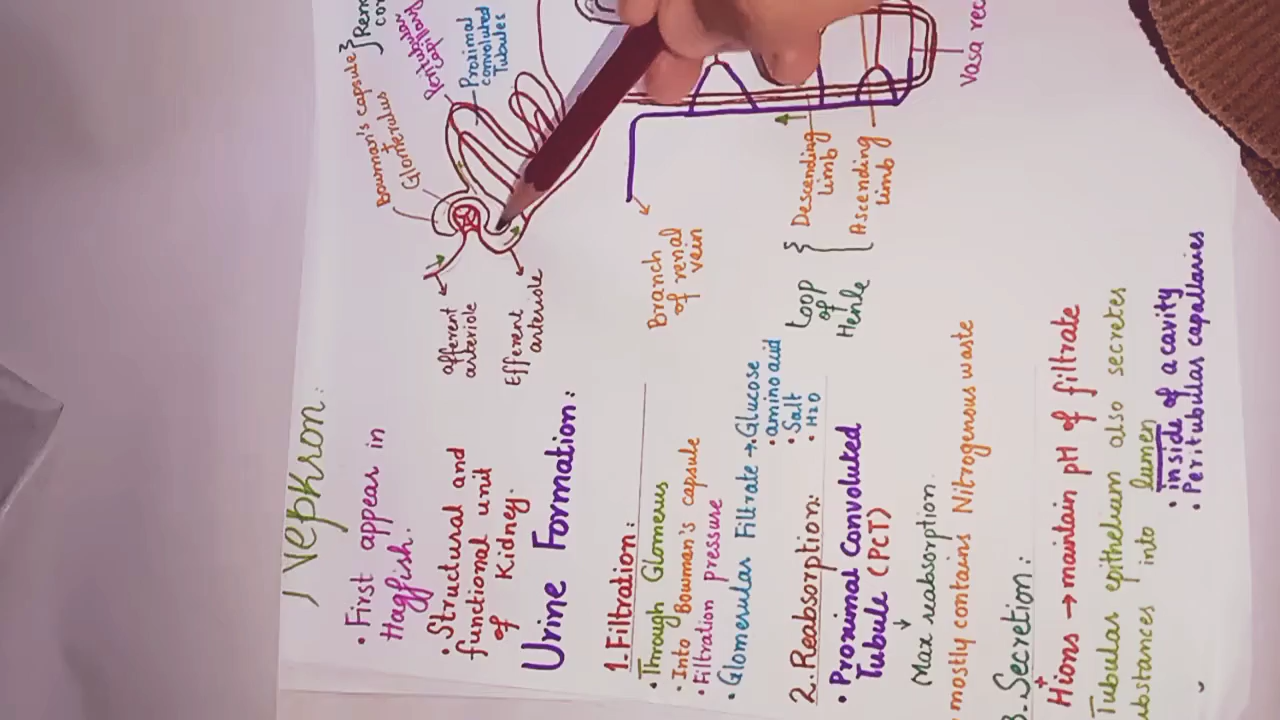 Nephron:
• First appear in
Hagfish.
• Structural and
functional unit
of Kidney.
Urine Formation:
1. Filtration:
• Through Glomerus
• Into Bowman's capsule
• Filtration pressure
• Glomerular Filtrate → Glucose
• amino acid
• Salt
• H2O
2. Reabsorption:
• Proximal Convoluted
Tubule (PCT)
(Max reabsorption.
mostly contains Nitrogenous waste
3. Secretion:
H+ ions → maintain pH of filtrate
Tubular epithelium also secretes
substances into lumen
• inside of a cavity
• Peritubular capallaries
Bowman's capsule
+
Glomerulus
Peritubular
capillary
Proximal
convoluted
Tubules
afferent
arteriole
Efferent
arteriole
Branch
of renal
vein
Loop
of
Henle
Descending
limb
Ascending
limb
Vasa rec